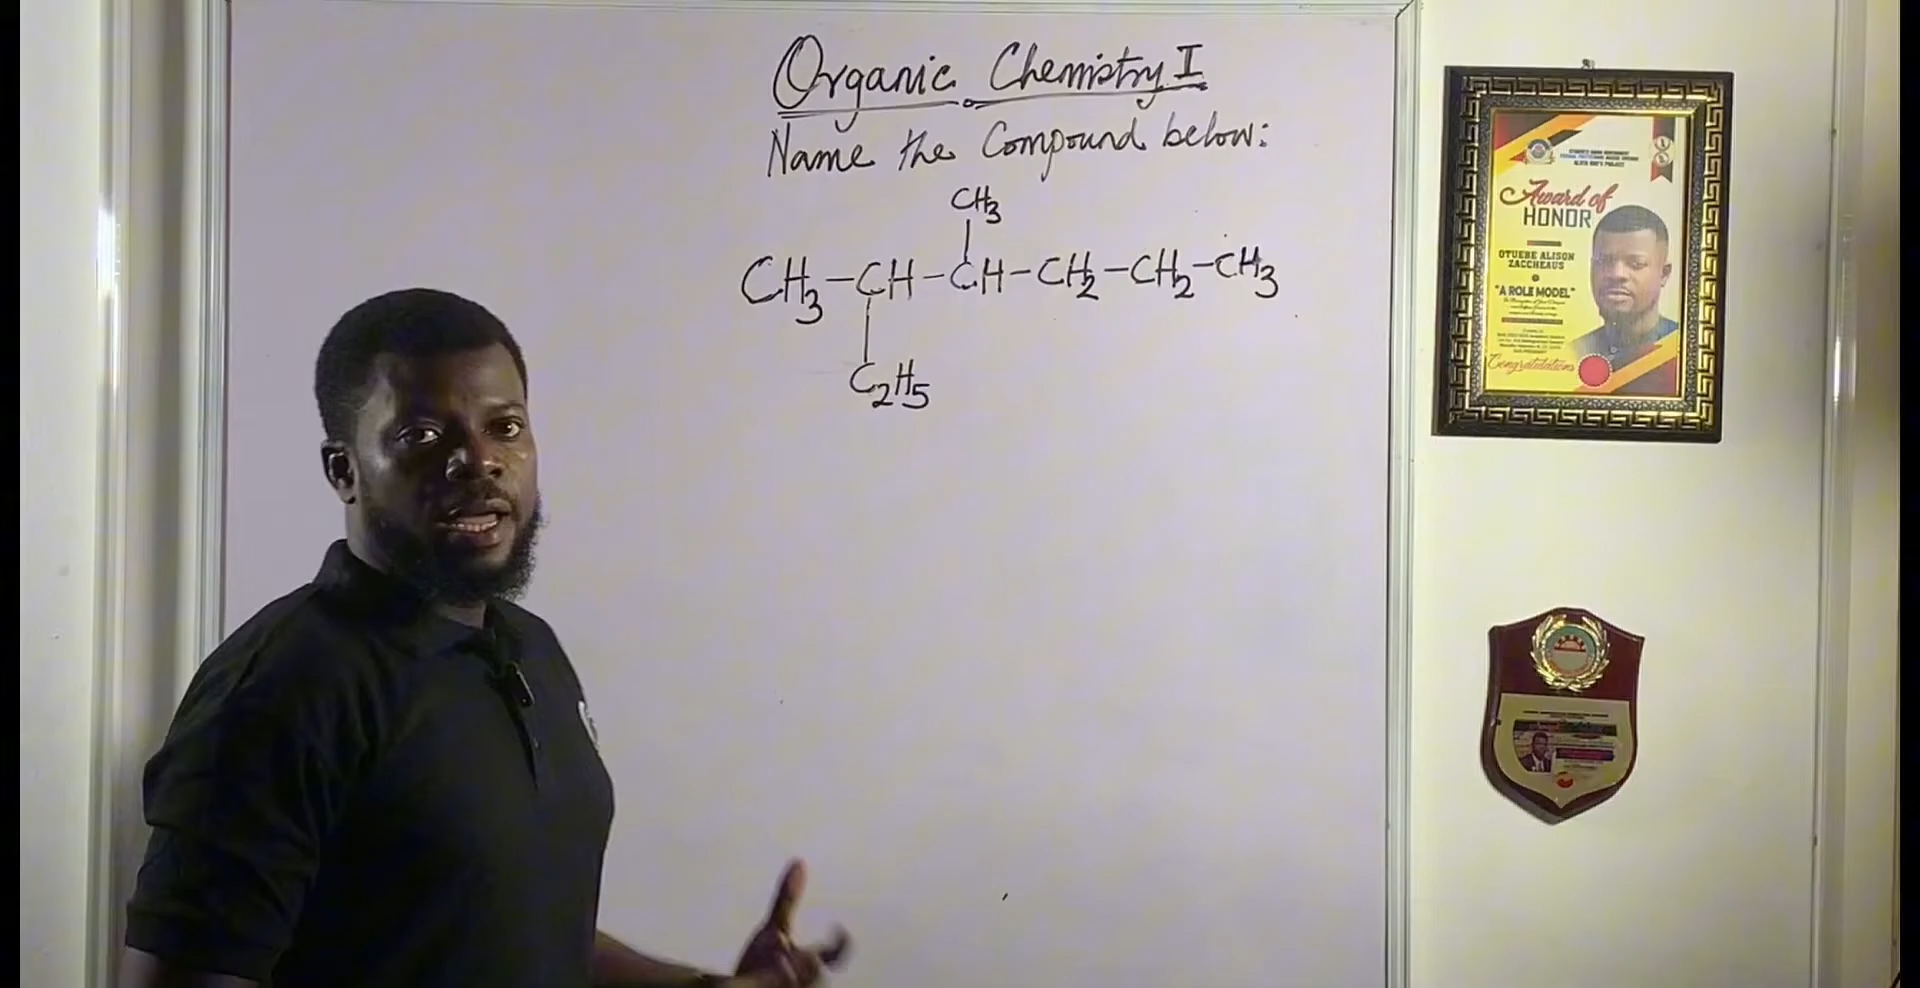 Organic Chemistry I
Name the Compound below:
CH3
CH3-CH-CH-CH2-CH2-CH3
C2H5
Award of
HONOR
OTUEBE ALISON
ZACCHEAUS
"A ROLE MODEL"
Congratulations